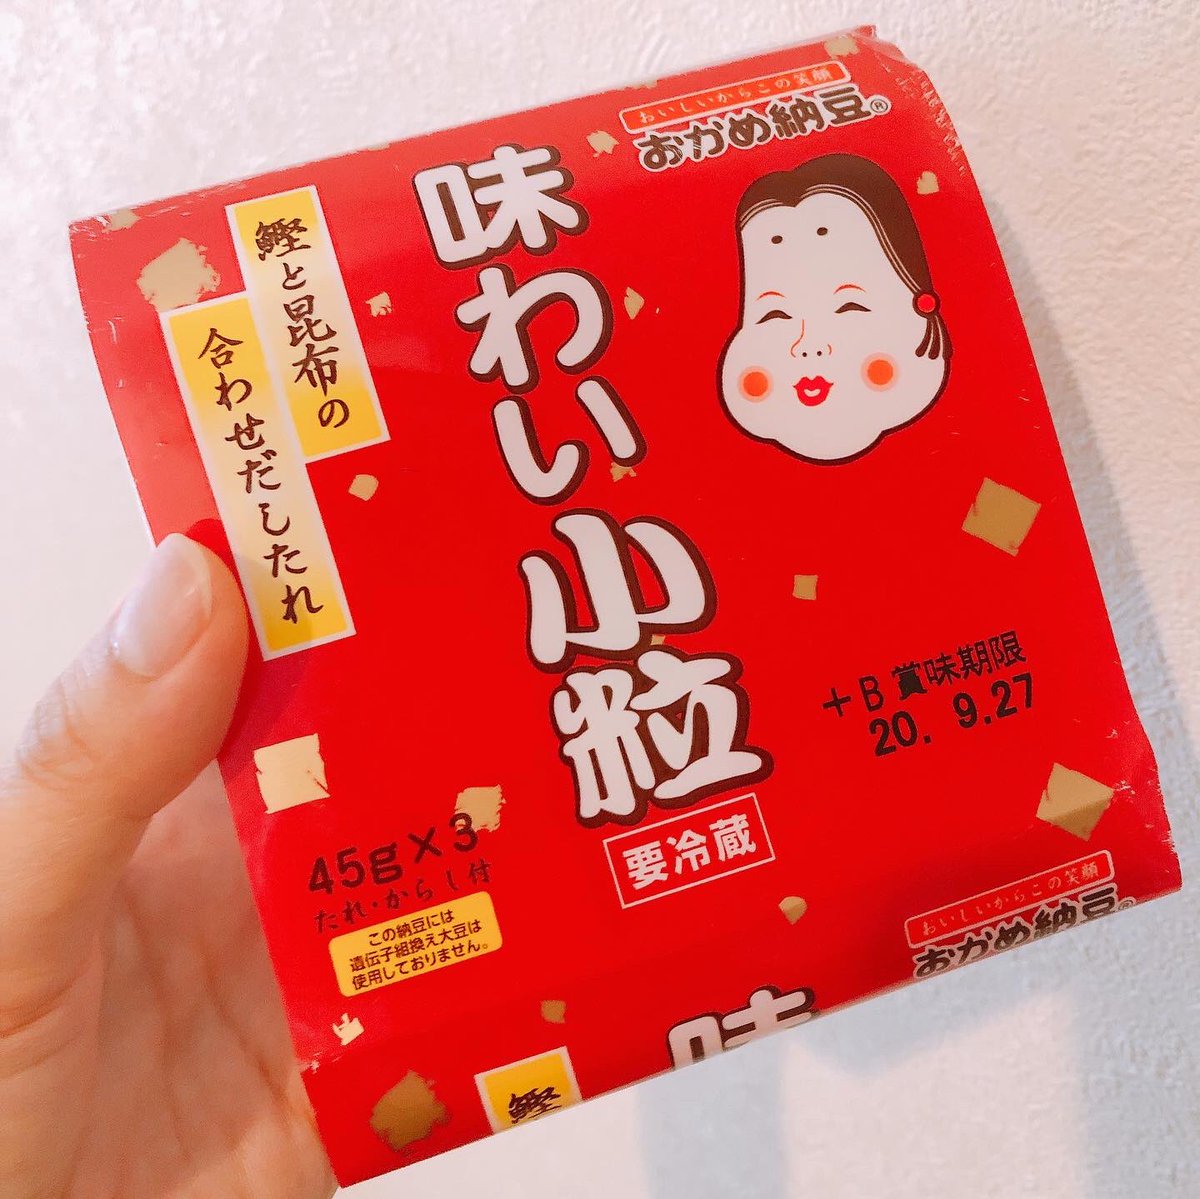 おいしいからこの笑顔
おかめ納豆®
味わい小粒
鰹と昆布の
合わせだしたれ
+B 賞味期限
20. 9.27
要冷蔵
45g×3
たれ・からし付
この納豆には
遺伝子組換え大豆は
使用しておりません。
おいしいからこの笑顔
おかめ納豆®
味
鰹